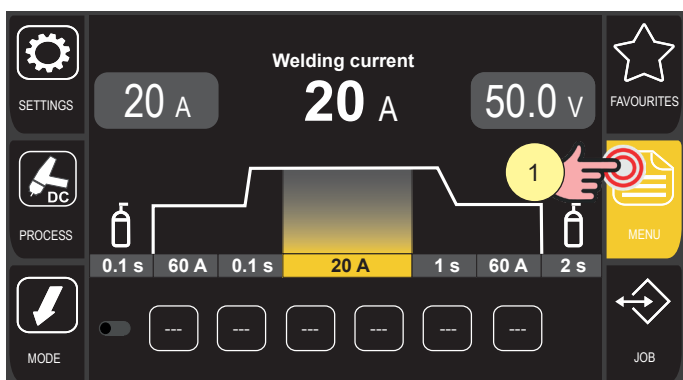 SETTINGS
PROCESS
DC
MODE
Welding current
20 A
20 A
50.0 V
1
0.1 s 60 A 0.1 s 20 A 1 s 60 A 2 s
--- --- --- --- --- ---
FAVOURITES
MENU
JOB